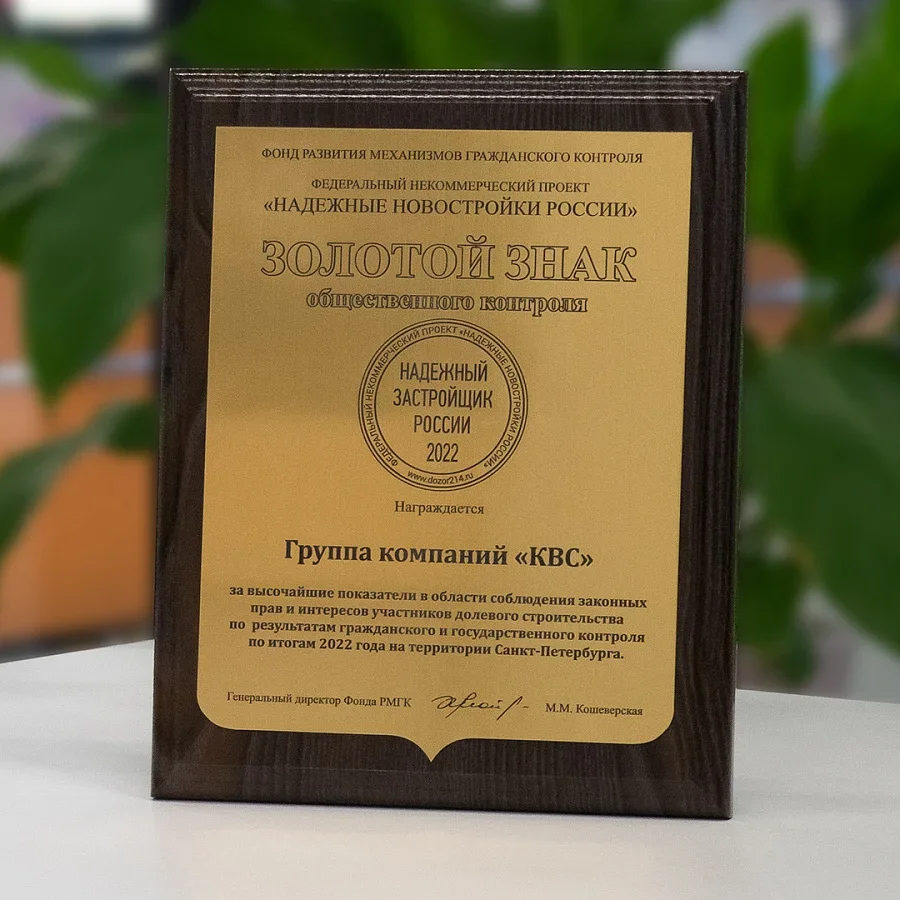 ФОНД РАЗВИТИЯ МЕХАНИЗМОВ ГРАЖДАНСКОГО КОНТРОЛЯ
ФЕДЕРАЛЬНЫЙ НЕКОММЕРЧЕСКИЙ ПРОЕКТ
«НАДЕЖНЫЕ НОВОСТРОЙКИ РОССИИ»
ЗОЛОТОЙ ЗНАК
общественного контроля
ФЕДЕРАЛЬНЫЙ НЕКОММЕРЧЕСКИЙ ПРОЕКТ «НАДЕЖНЫЕ НОВОСТРОЙКИ РОССИИ»
НАДЕЖНЫЙ
ЗАСТРОЙЩИК
РОССИИ
2022
www.dozor214.ru
Награждается
Группа компаний «КВС»
за высочайшие показатели в области соблюдения законных
прав и интересов участников долевого строительства
по результатам гражданского и государственного контроля
по итогам 2022 года на территории Санкт-Петербурга.
Генеральный директор Фонда РМГК М.М. Кошеверская